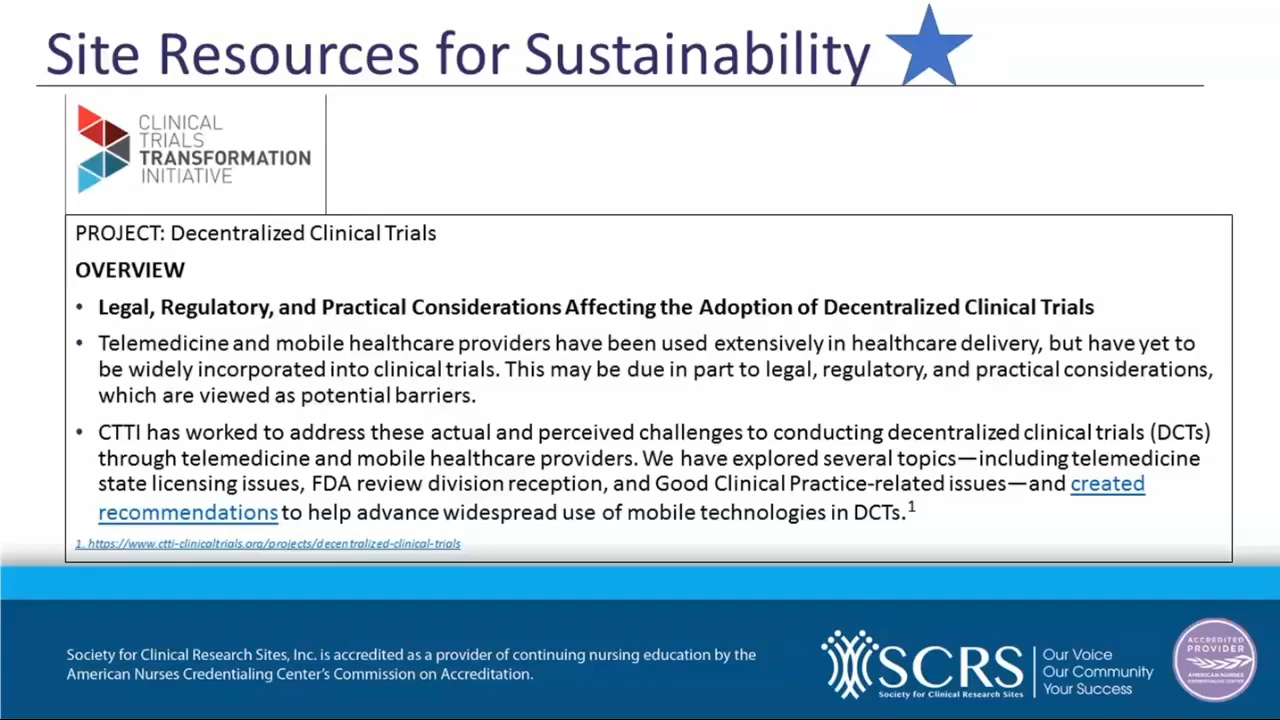 Site Resources for Sustainability
CLINICAL
TRIALS
TRANSFORMATION
INITIATIVE
PROJECT: Decentralized Clinical Trials
OVERVIEW
• Legal, Regulatory, and Practical Considerations Affecting the Adoption of Decentralized Clinical Trials
• Telemedicine and mobile healthcare providers have been used extensively in healthcare delivery, but have yet to
be widely incorporated into clinical trials. This may be due in part to legal, regulatory, and practical considerations,
which are viewed as potential barriers.
• CTTI has worked to address these actual and perceived challenges to conducting decentralized clinical trials (DCTs)
through telemedicine and mobile healthcare providers. We have explored several topics—including telemedicine
state licensing issues, FDA review division reception, and Good Clinical Practice-related issues—and created
recommendations to help advance widespread use of mobile technologies in DCTs.1
1. https://www.ctti-clinicaltrials.org/projects/decentralized-clinical-trials
Society for Clinical Research Sites, Inc. is accredited as a provider of continuing nursing education by the
American Nurses Credentialing Center's Commission on Accreditation.
SCRS
Society for Clinical Research Sites
Our Voice
Our Community
Your Success
ACCREDITED
PROVIDER
AMERICAN NURSES
CREDENTIALING CENTER